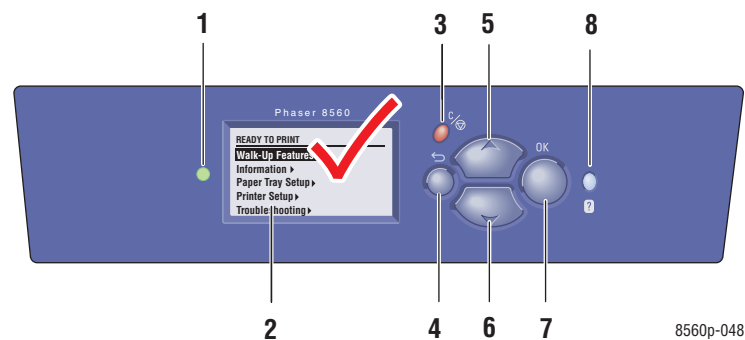 1 3 5 8
Phaser 8560
C/
READY TO PRINT
Walk-Up Features
Information
Paper Tray Setup
Printer Setup
Troubleshooting
OK
?
2 4 6 7
8560p-048